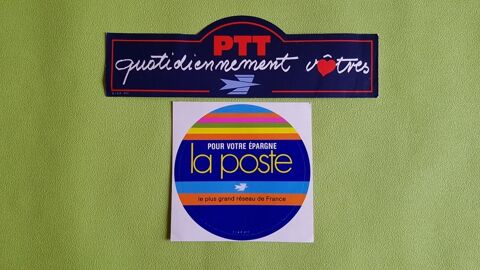 PTT
quotidiennement vôtres
POUR VOTRE ÉPARGNE
la poste
le plus grand réseau de France